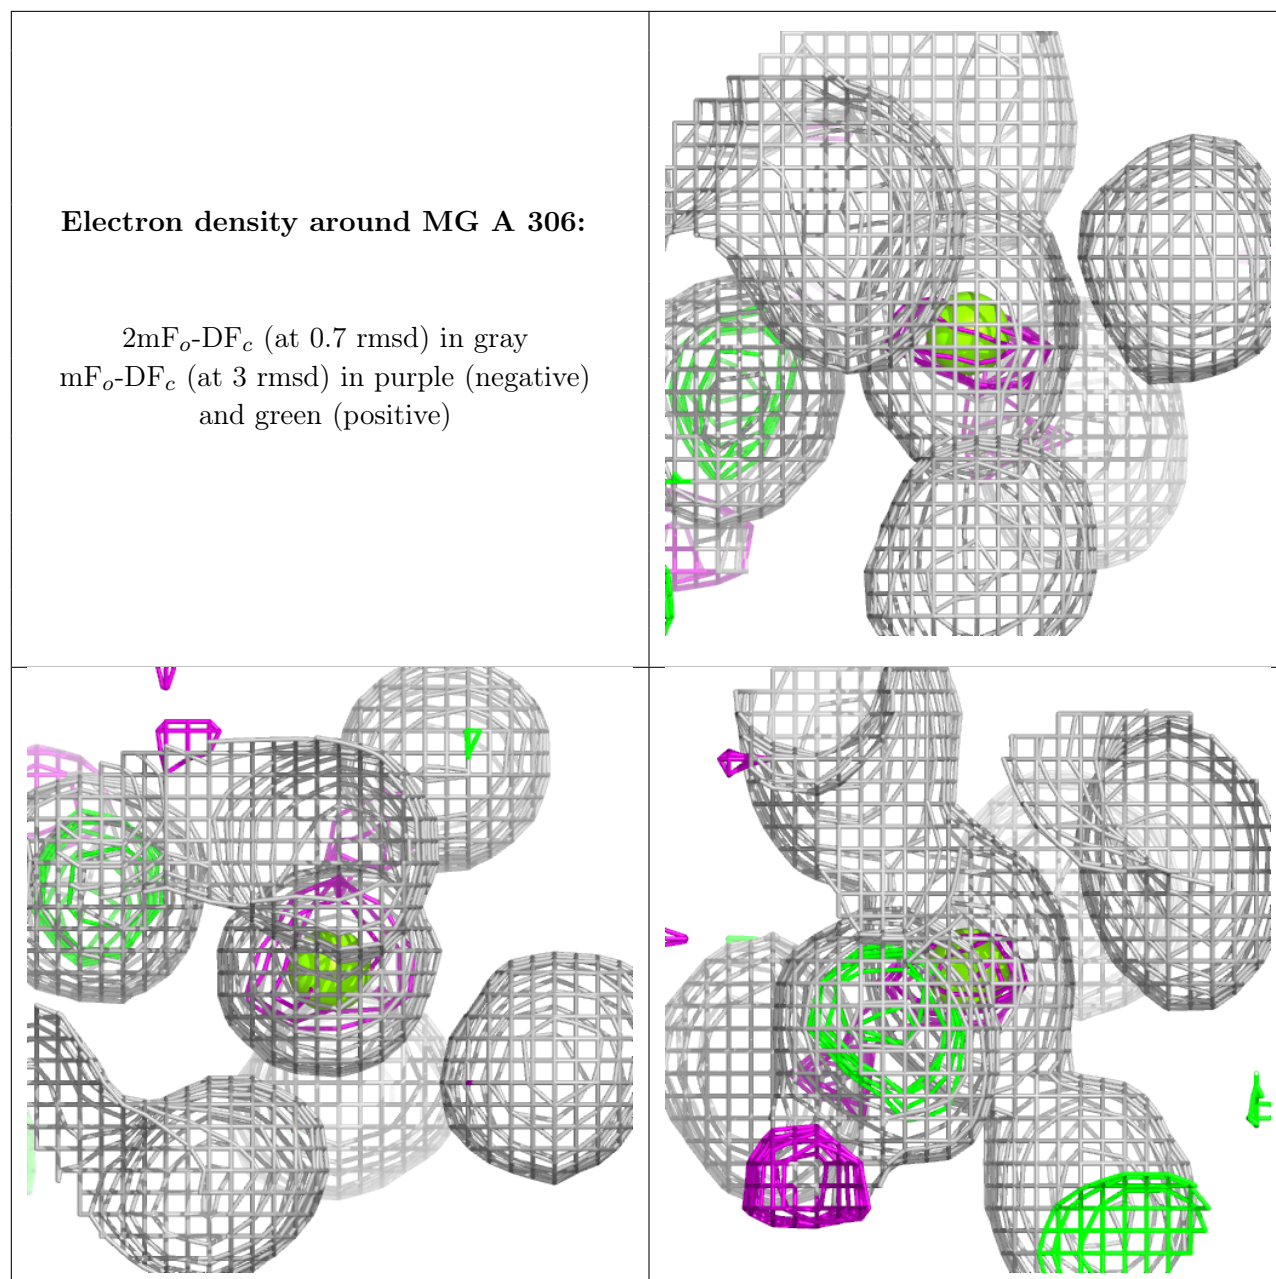 Electron density around MG A 306:
2mFo-DFc (at 0.7 rmsd) in gray
mFo-DFc (at 3 rmsd) in purple (negative)
and green (positive)